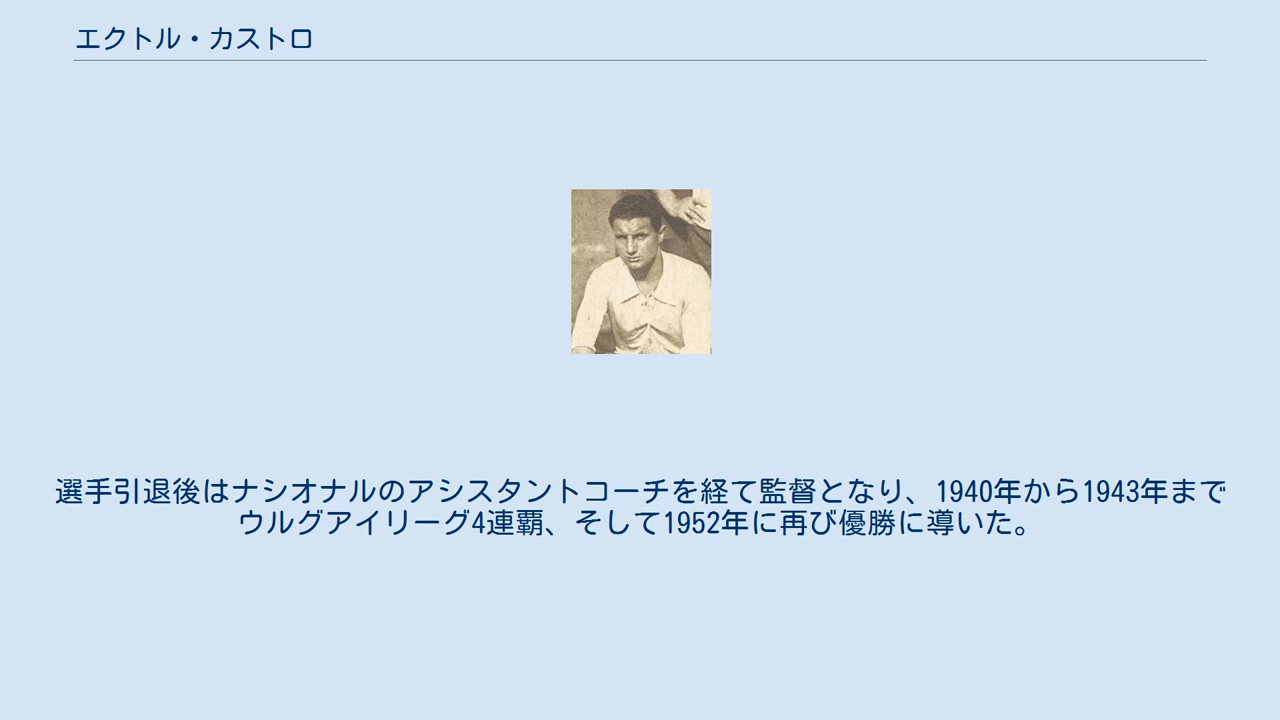 エクトル・カストロ
選手引退後はナシオナルのアシスタントコーチを経て監督となり、1940年から1943年まで
ウルグアイリーグ4連覇、そして1952年に再び優勝に導いた。